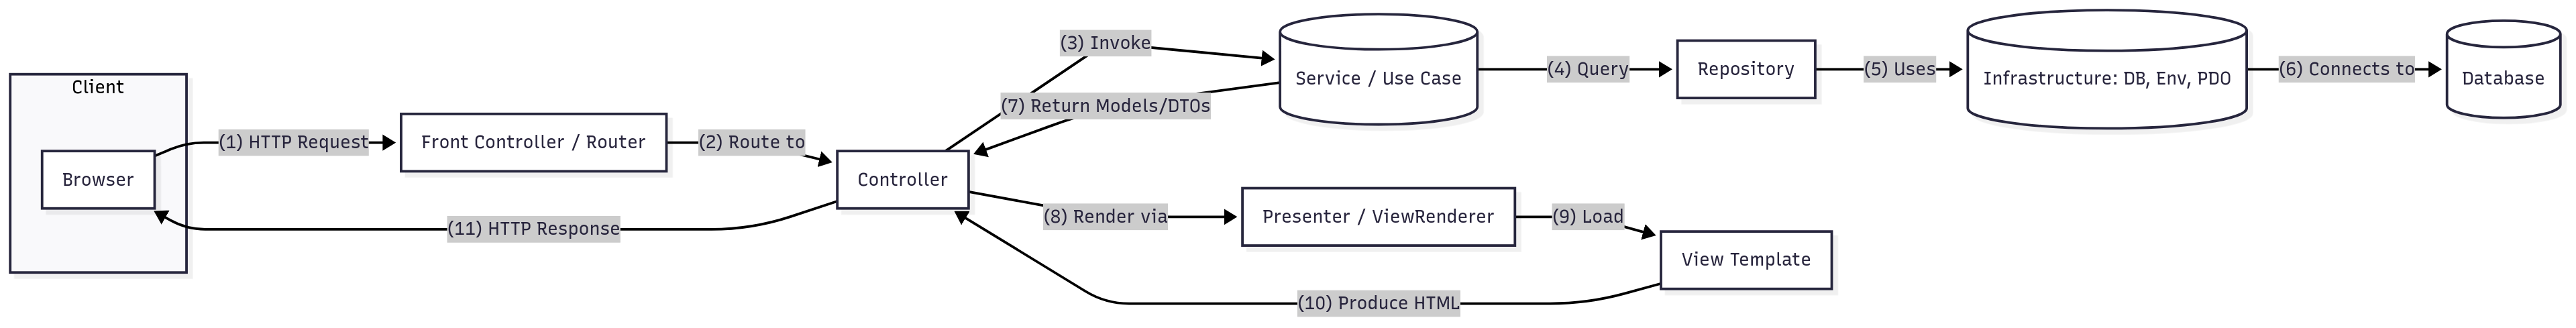 Client
Browser
(1) HTTP Request
Front Controller / Router
(2) Route to
Controller
(3) Invoke
Service / Use Case
(4) Query
Repository
(5) Uses
Infrastructure: DB, Env, PDO
(6) Connects to
Database
(7) Return Models/DTOs
(8) Render via
Presenter / ViewRenderer
(9) Load
View Template
(10) Produce HTML
(11) HTTP Response